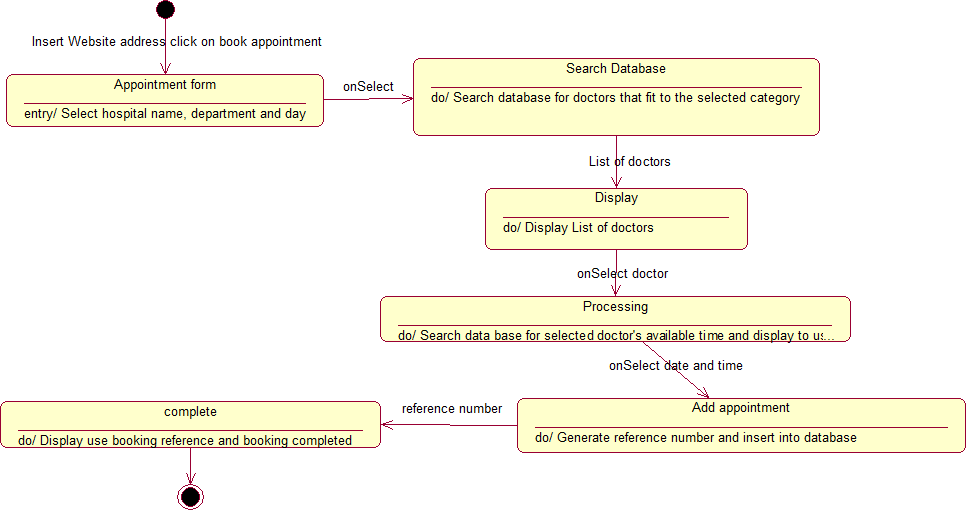 Insert Website address click on book appointment
Appointment form
entry/ Select hospital name, department and day
onSelect
Search Database
do/ Search database for doctors that fit to the selected category
List of doctors
Display
do/ Display List of doctors
onSelect doctor
Processing
do/ Search data base for selected doctor's available time and display to us...
onSelect date and time
Add appointment
do/ Generate reference number and insert into database
reference number
complete
do/ Display use booking reference and booking completed